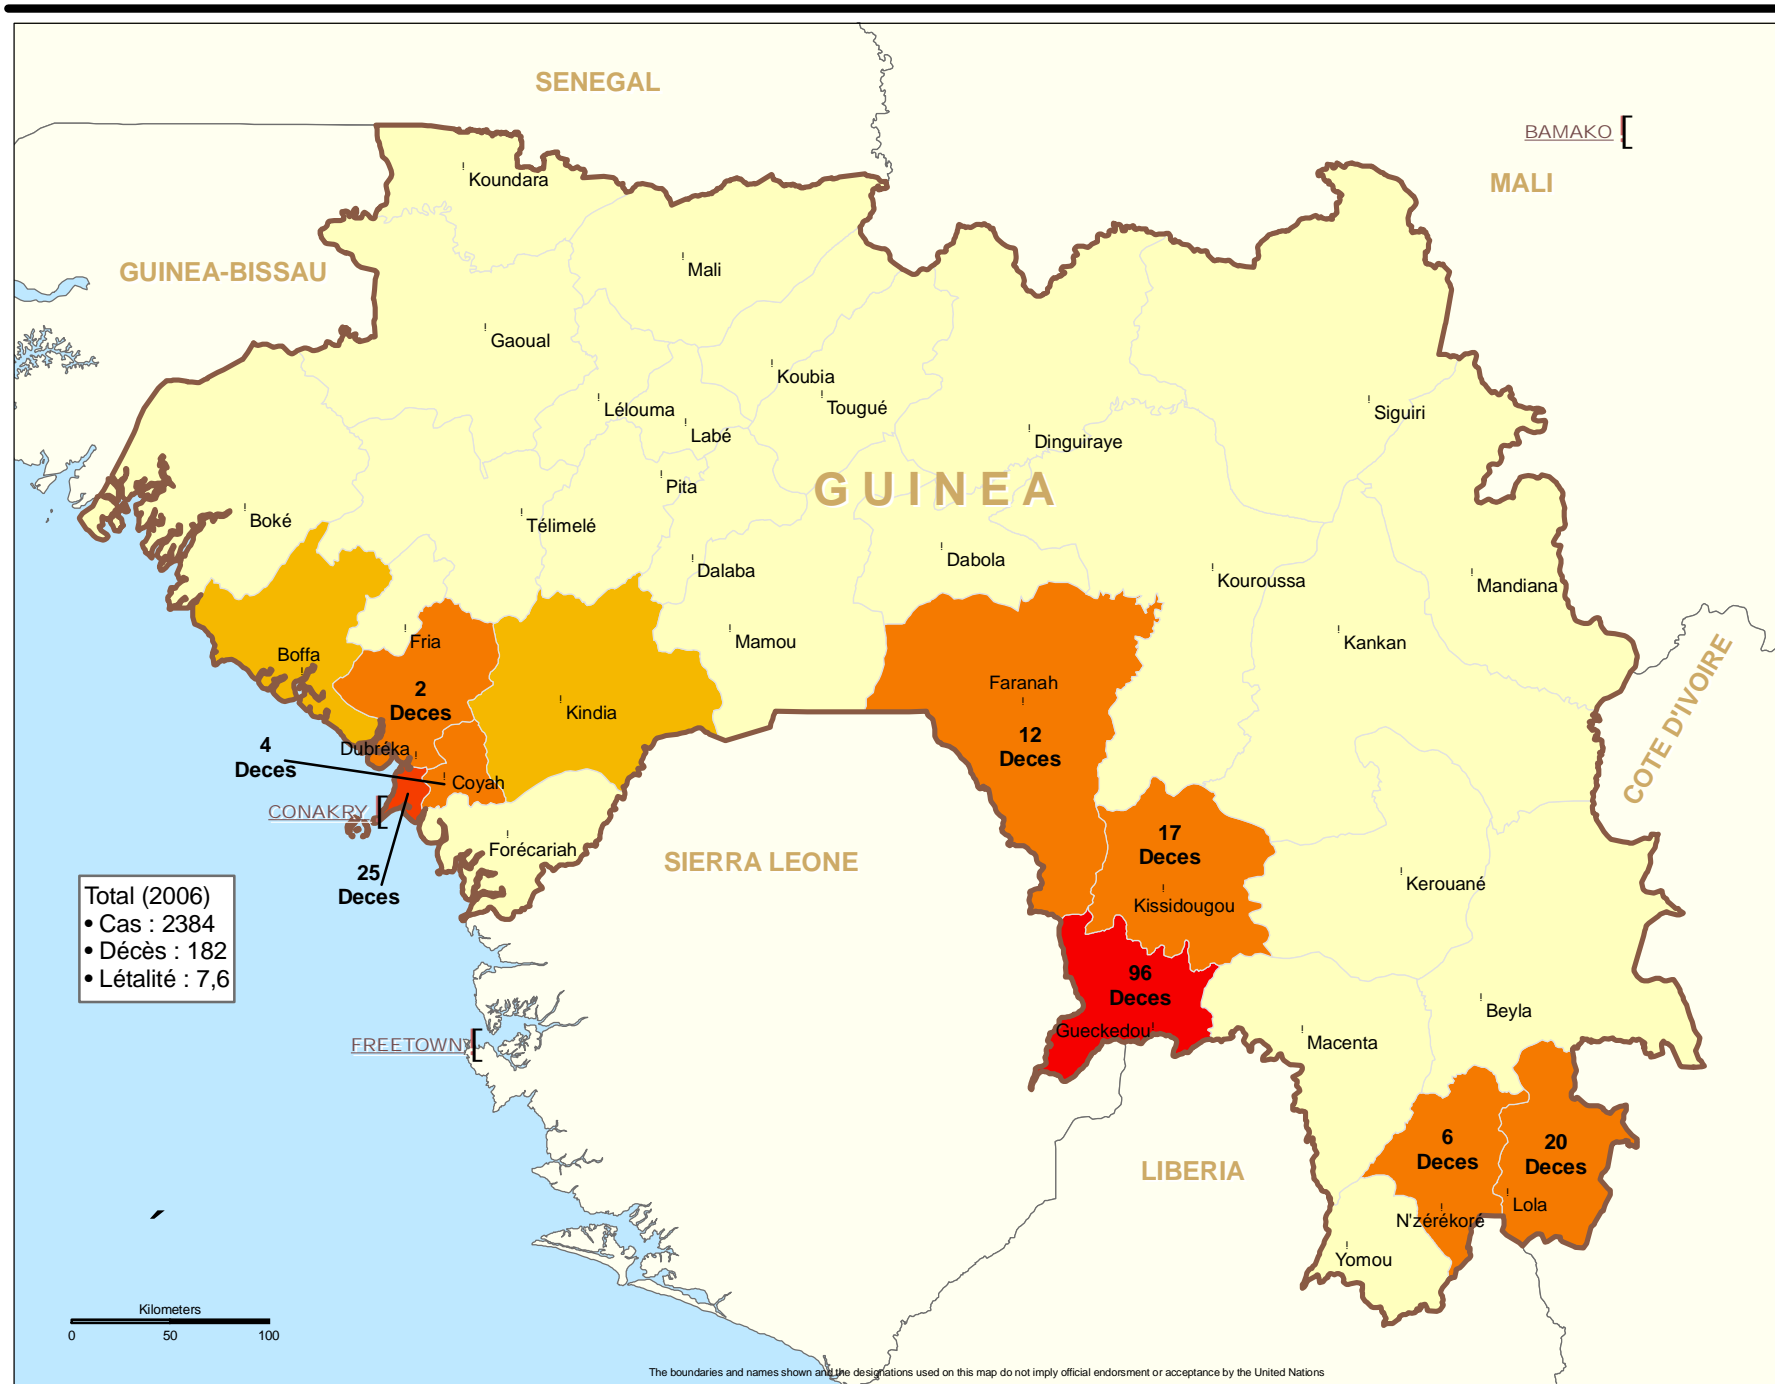 SENEGAL
BAMAKO
MALI
Koundara
GUINEA-BISSAU
Mali
Gaoual
Koubia
Lélouma
Tougué
Siguiri
Labé
Dinguiraye
Pita
GUINEA
Boké
Télimelé
Dabola
Dalaba
Kouroussa
Mandiana
Fria
Mamou
Kankan
Boffa
COTE D'IVOIRE
Faranah
2
Deces
Kindia
12
Deces
4
Deces
Dubréka
Coyah
CONAKRY
17
Deces
Forécariah
SIERRA LEONE
25
Deces
Kerouané
Kissidougou
Total (2006)
• Cas : 2384
• Décès : 182
• Létalité : 7,6
96
Deces
Beyla
Gueckedou
FREETOWN
Macenta
6
Deces
20
Deces
LIBERIA
Lola
N'zérékoré
Yomou
Kilometers
0 50 100
The boundaries and names shown and the designations used on this map do not imply official endorsment or acceptance by the United Nations